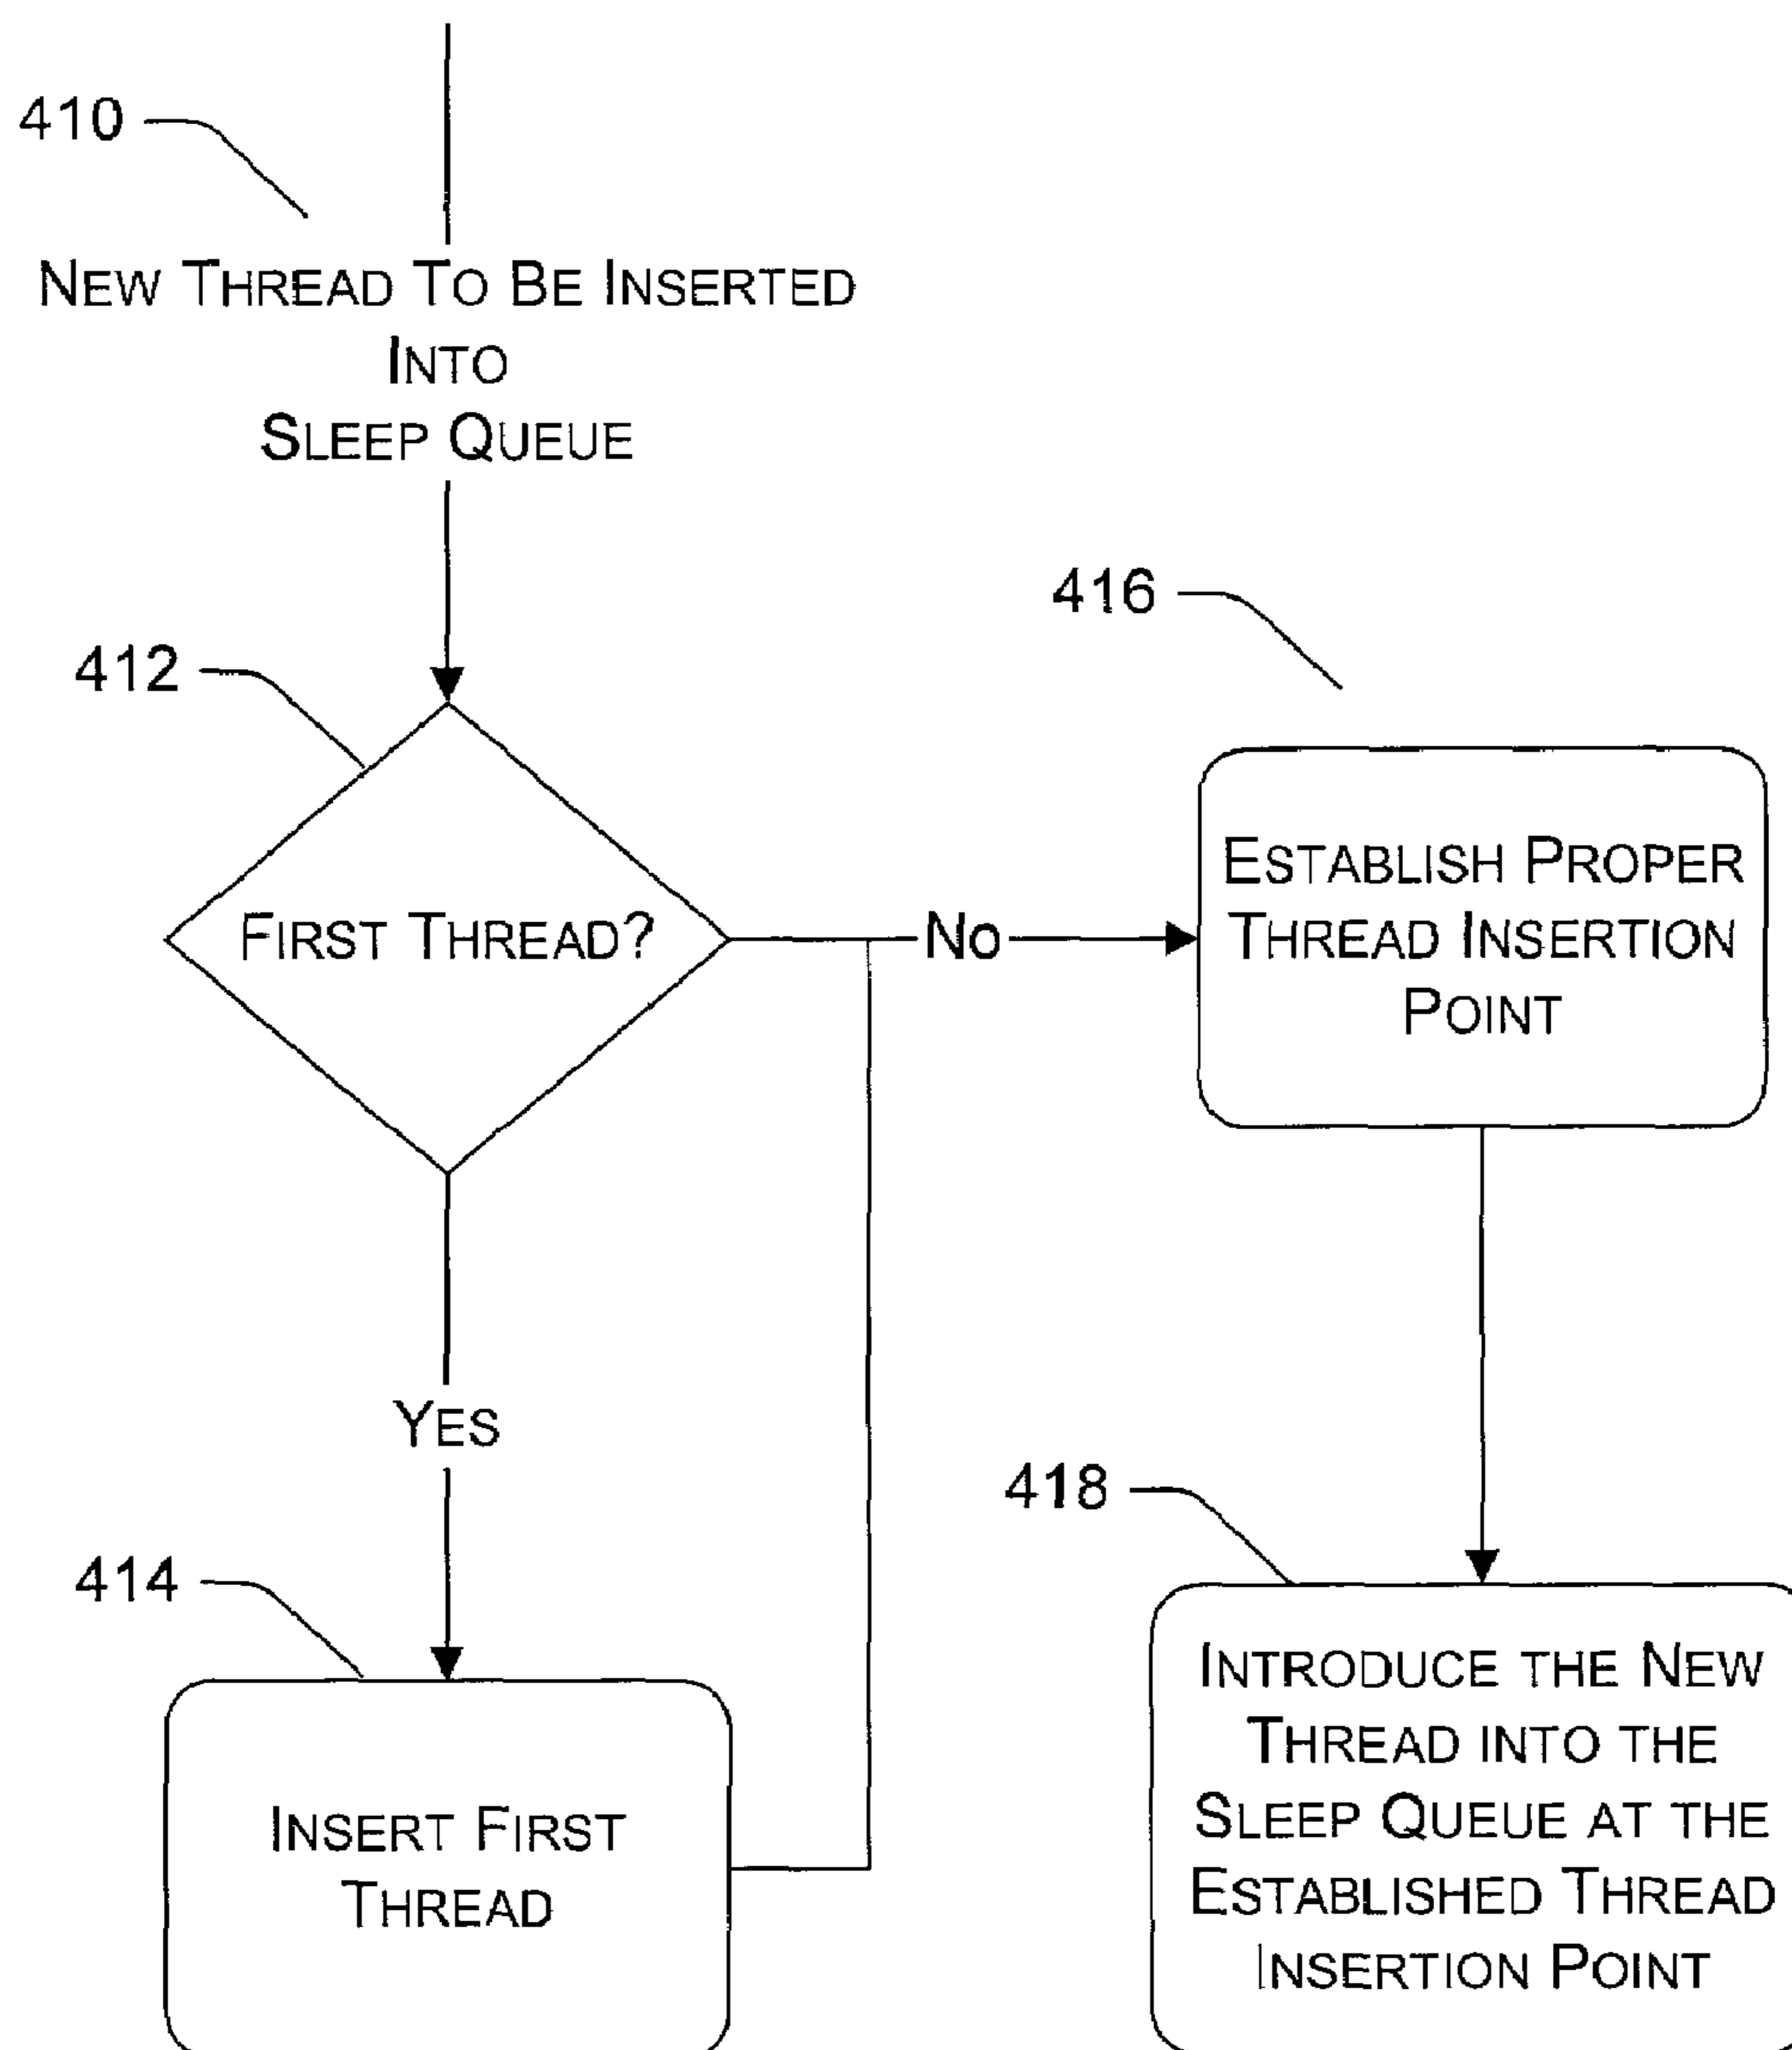 410
NEW THREAD TO BE INSERTED
INTO
SLEEP QUEUE
412
FIRST THREAD?
NO
416
ESTABLISH PROPER
THREAD INSERTION
POINT
YES
414
INSERT FIRST
THREAD
418
INTRODUCE THE NEW
THREAD INTO THE
SLEEP QUEUE AT THE
ESTABLISHED THREAD
INSERTION POINT